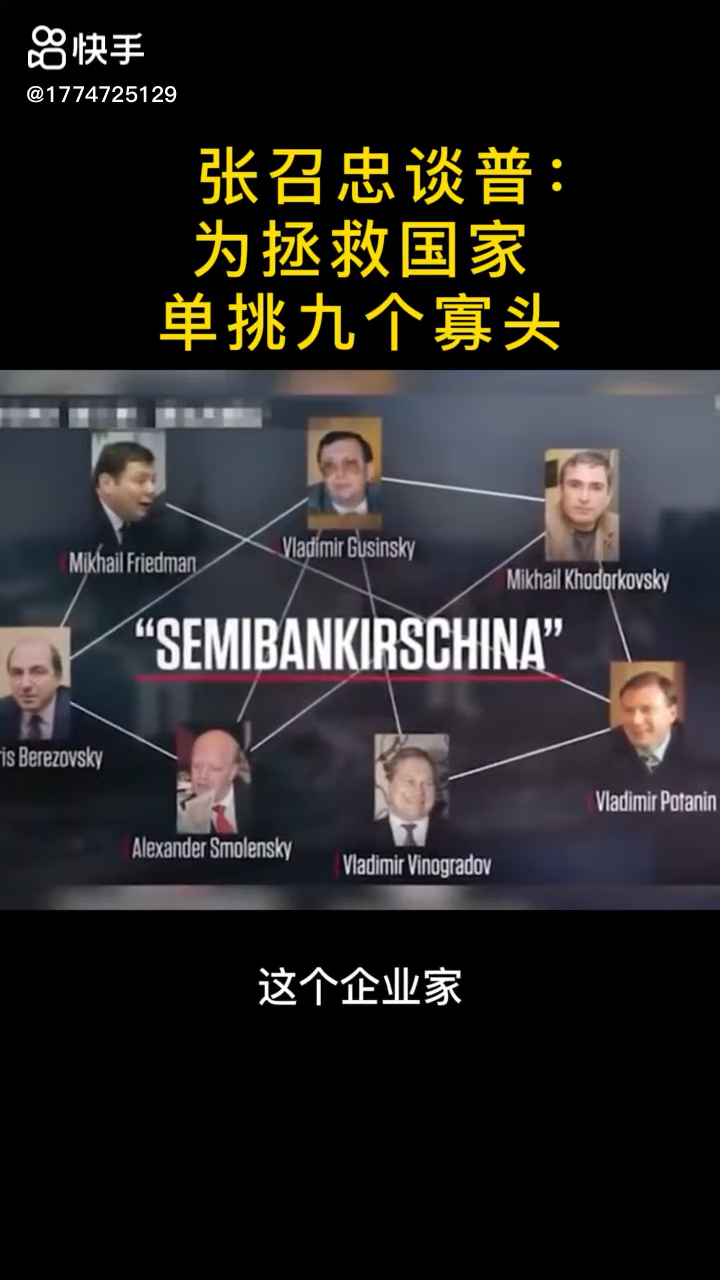 快手
@1774725129
张召忠谈普：
为拯救国家
单挑九个寡头
Mikhail Friedman
Vladimir Gusinsky
Mikhail Khodorkovsky
“SEMIBANKIRSCHINA”
ris Berezovsky
Vladimir Potanin
Alexander Smolensky
Vladimir Vinogradov
这个企业家